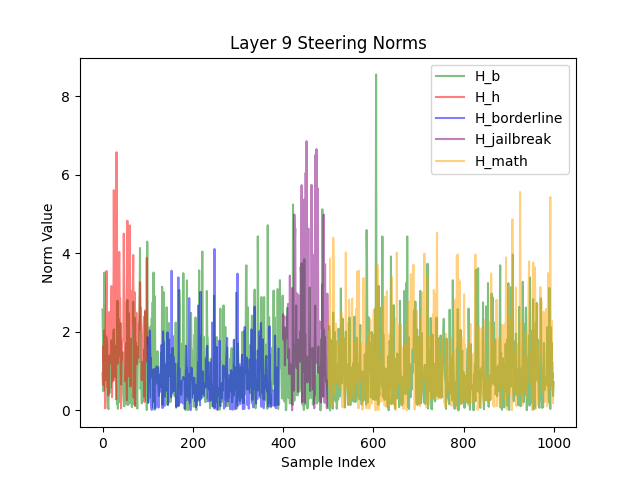 Layer 9 Steering Norms
H_b
H_h
H_borderline
H_jailbreak
H_math
Norm Value
8
6
4
2
0
0
200
400
600
800
1000
Sample Index